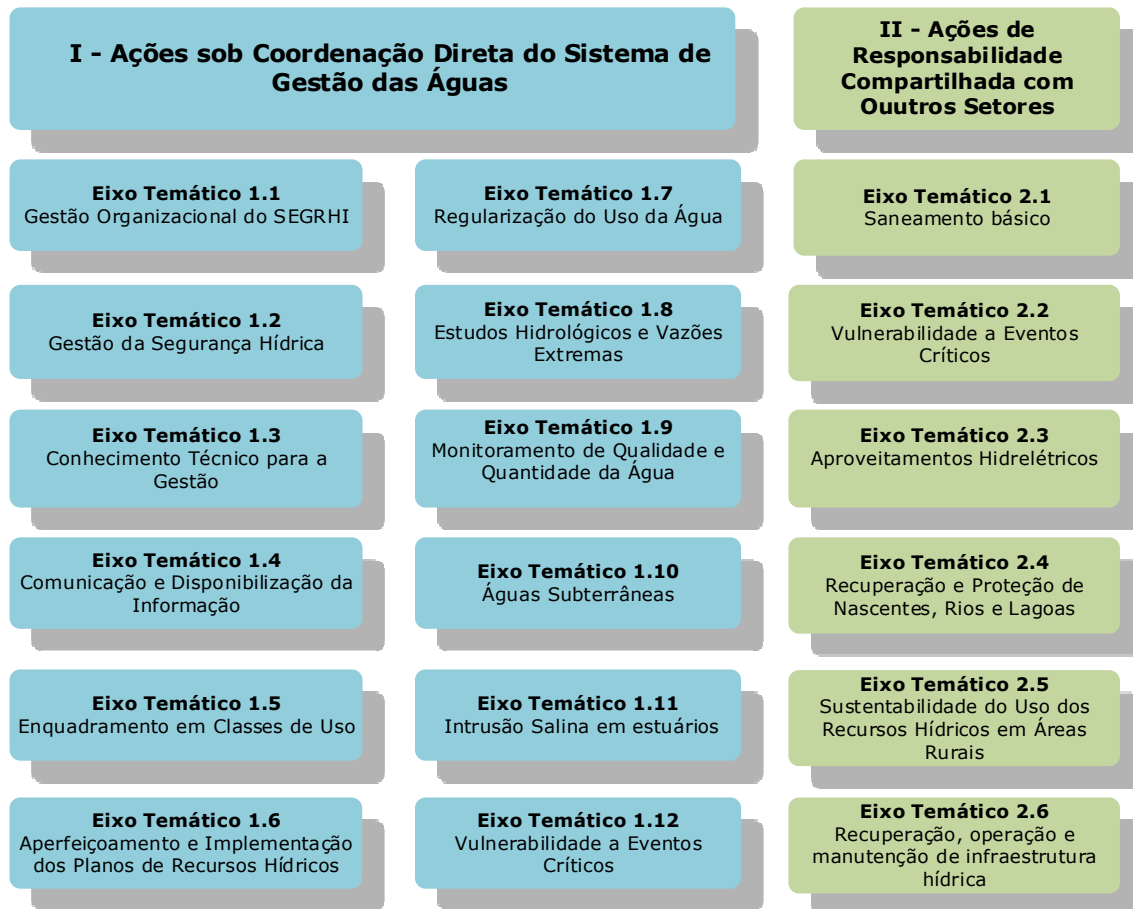 I - Ações sob Coordenação Direta do Sistema de
Gestão das Águas
II - Ações de
Responsabilidade
Compartilhada com
Ouutros Setores
Eixo Temático 1.1
Gestão Organizacional do SEGRHI
Eixo Temático 1.2
Gestão da Segurança Hídrica
Eixo Temático 1.3
Conhecimento Técnico para a
Gestão
Eixo Temático 1.4
Comunicação e Disponibilização da
Informação
Eixo Temático 1.5
Enquadramento em Classes de Uso
Eixo Temático 1.6
Aperfeiçoamento e Implementação
dos Planos de Recursos Hídricos
Eixo Temático 1.7
Regularização do Uso da Água
Eixo Temático 1.8
Estudos Hidrológicos e Vazões
Extremas
Eixo Temático 1.9
Monitoramento de Qualidade e
Quantidade da Água
Eixo Temático 1.10
Águas Subterrâneas
Eixo Temático 1.11
Intrusão Salina em estuários
Eixo Temático 1.12
Vulnerabilidade a Eventos
Críticos
Eixo Temático 2.1
Saneamento básico
Eixo Temático 2.2
Vulnerabilidade a Eventos
Críticos
Eixo Temático 2.3
Aproveitamentos Hidrelétricos
Eixo Temático 2.4
Recuperação e Proteção de
Nascentes, Rios e Lagoas
Eixo Temático 2.5
Sustentabilidade do Uso dos
Recursos Hídricos em Áreas
Rurais
Eixo Temático 2.6
Recuperação, operação e
manutenção de infraestrutura
hídrica